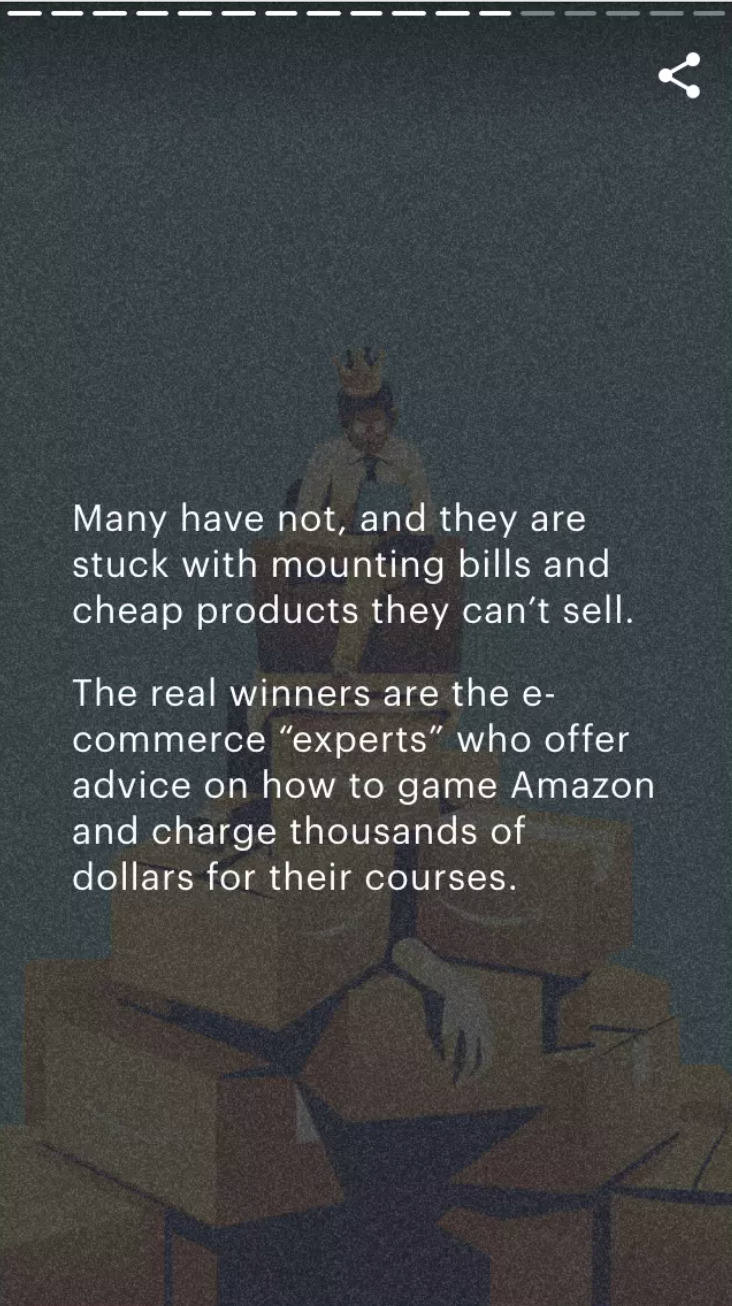 Many have not, and they are
stuck with mounting bills and
cheap products they can’t sell.
The real winners are the e-
commerce “experts” who offer
advice on how to game Amazon
and charge thousands of
dollars for their courses.